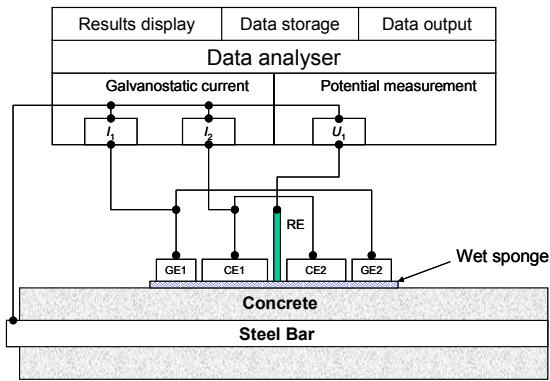 Results display
Data storage
Data output
Data analyser
Galvanostatic current
Potential measurement
I1
I2
U1
RE
GE1
CE1
CE2
GE2
Wet sponge
Concrete
Steel Bar